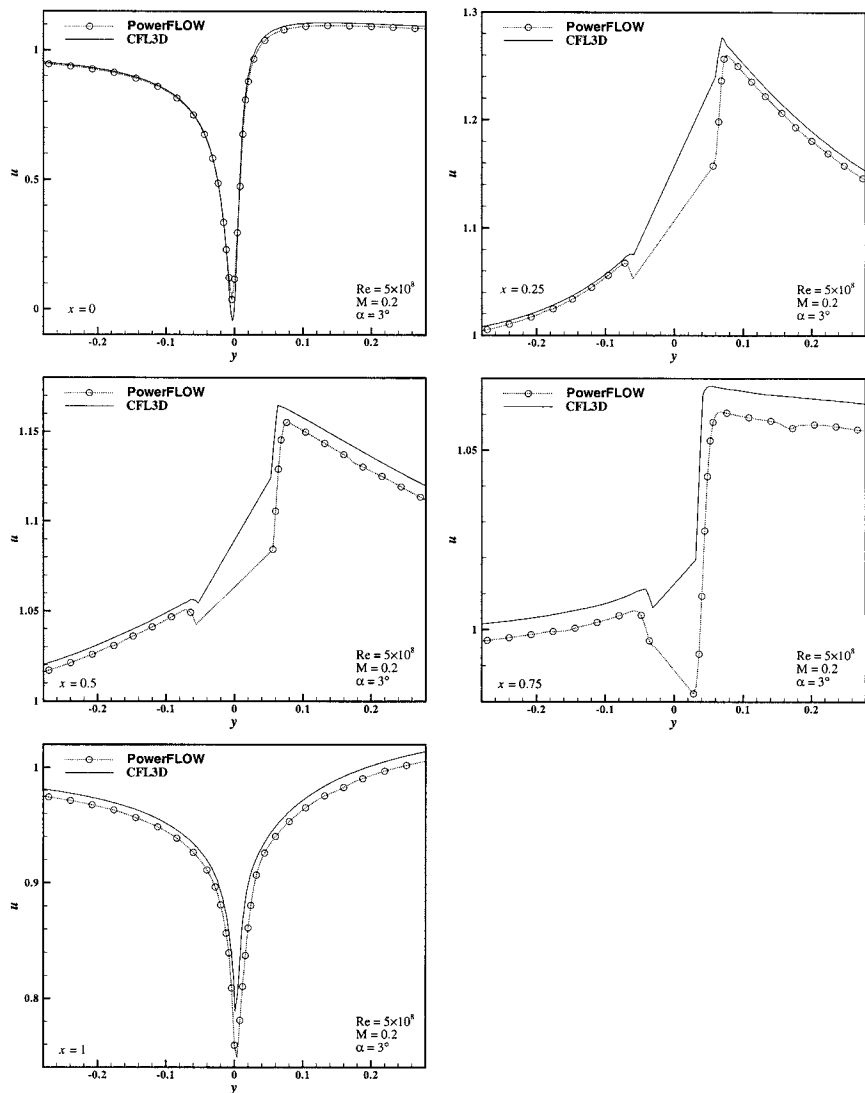 PowerFLOW
CFL3D
1
0.5
0
u
x = 0
Re = 5×10⁸
M = 0.2
α = 3°
-0.2
-0.1
0
0.1
0.2
y
1.3
PowerFLOW
CFL3D
1.2
1.1
1
u
x = 0.25
Re = 5×10⁸
M = 0.2
α = 3°
-0.2
-0.1
0
0.1
0.2
y
PowerFLOW
CFL3D
1.15
1.1
1.05
1
u
x = 0.5
Re = 5×10⁸
M = 0.2
α = 3°
-0.2
-0.1
0
0.1
0.2
y
PowerFLOW
CFL3D
1.05
1
u
x = 0.75
Re = 5×10⁸
M = 0.2
α = 3°
-0.2
-0.1
0
0.1
0.2
y
PowerFLOW
CFL3D
1
0.9
0.8
u
x = 1
Re = 5×10⁸
M = 0.2
α = 3°
-0.2
-0.1
0
0.1
0.2
y